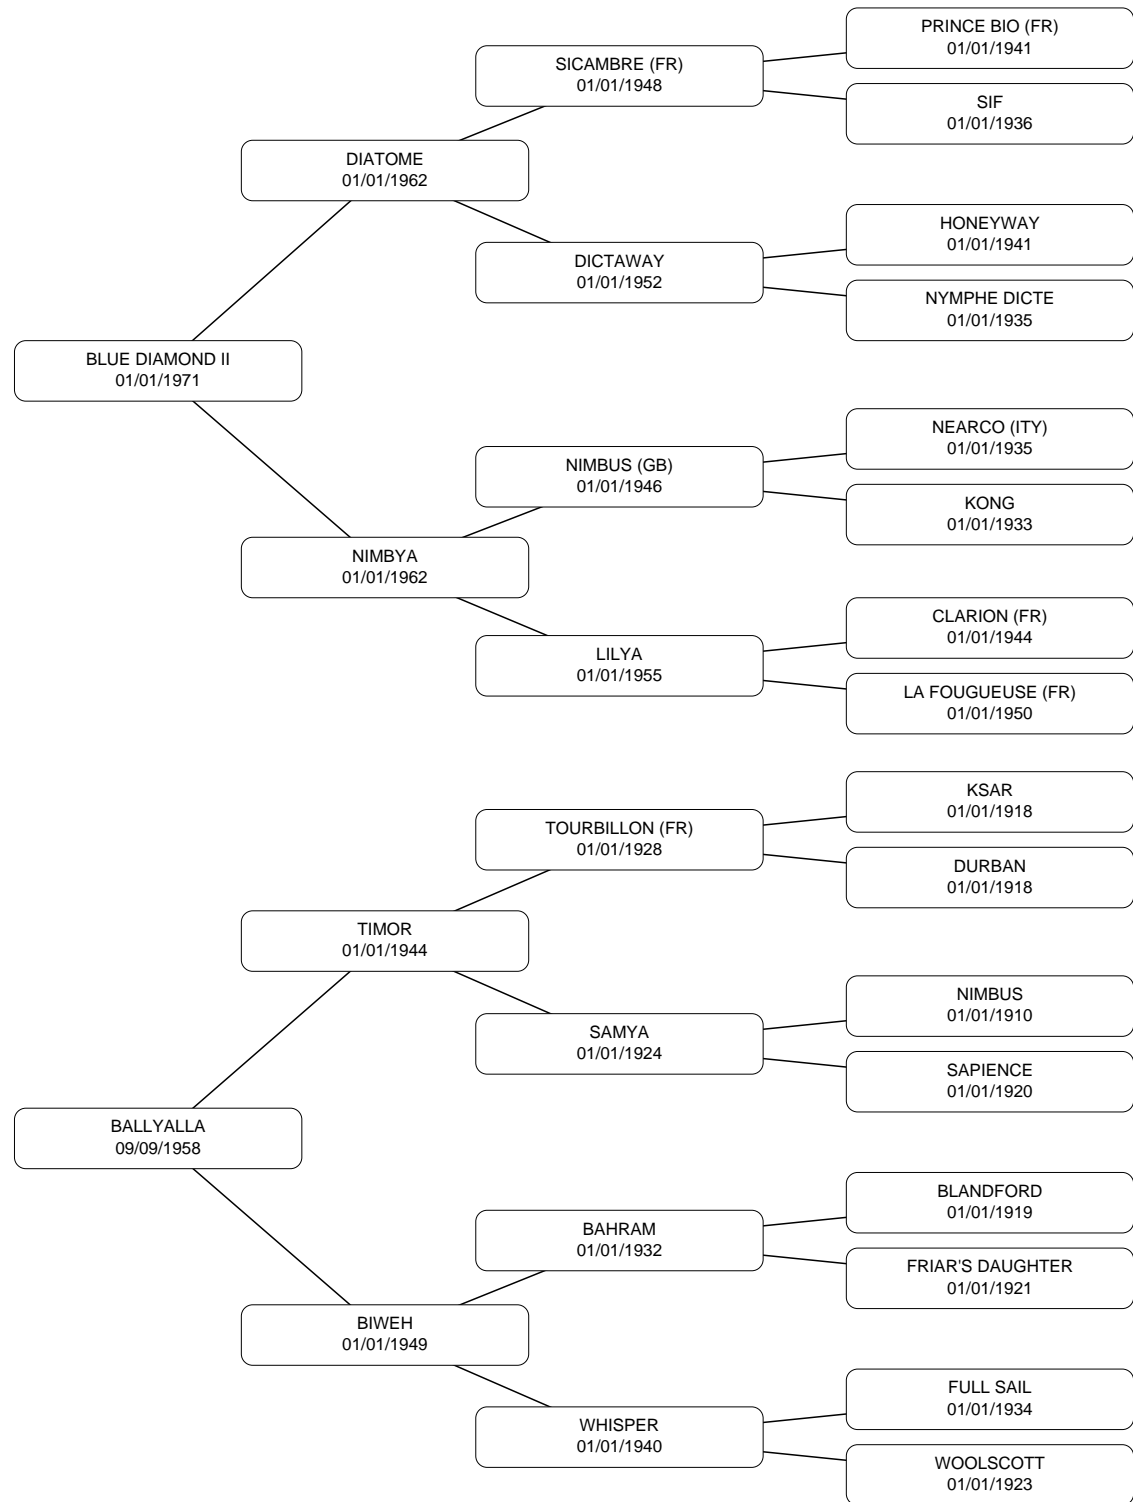 PRINCE BIO (FR)
01/01/1941
SICAMBRE (FR)
01/01/1948
SIF
01/01/1936
DIATOME
01/01/1962
HONEYWAY
01/01/1941
DICTAWAY
01/01/1952
NYMPHE DICTE
01/01/1935
BLUE DIAMOND II
01/01/1971
NEARCO (ITY)
01/01/1935
NIMBUS (GB)
01/01/1946
KONG
01/01/1933
NIMBYA
01/01/1962
CLARION (FR)
01/01/1944
LILYA
01/01/1955
LA FOUGUEUSE (FR)
01/01/1950
KSAR
01/01/1918
TOURBILLON (FR)
01/01/1928
DURBAN
01/01/1918
TIMOR
01/01/1944
NIMBUS
01/01/1910
SAMYA
01/01/1924
SAPIENCE
01/01/1920
BALLYALLA
09/09/1958
BLANDFORD
01/01/1919
BAHRAM
01/01/1932
FRIAR'S DAUGHTER
01/01/1921
BIWEH
01/01/1949
FULL SAIL
01/01/1934
WHISPER
01/01/1940
WOOLSCOTT
01/01/1923